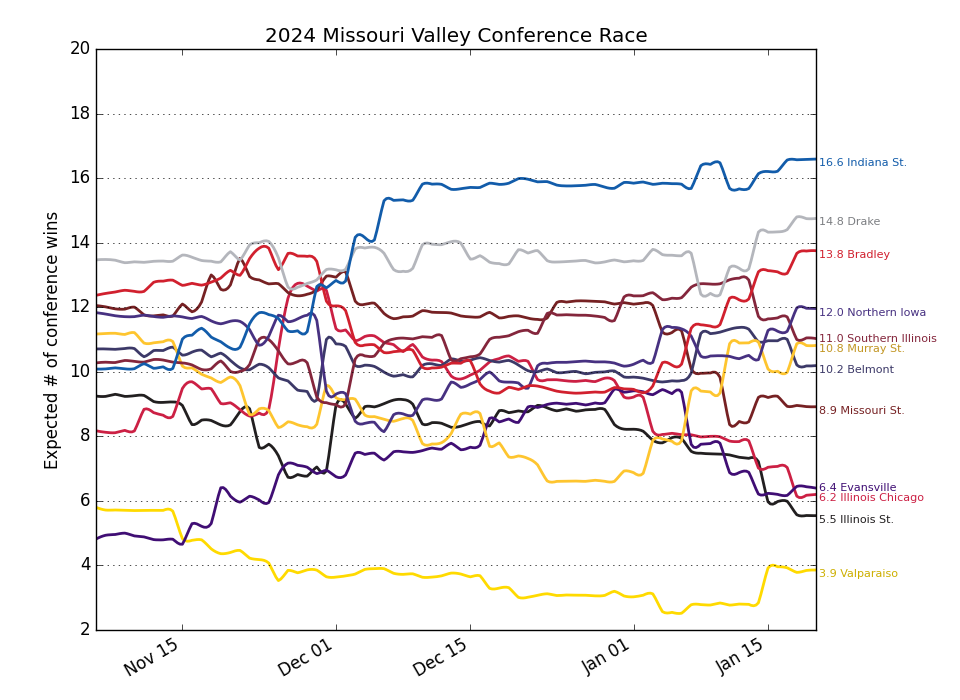 2024 Missouri Valley Conference Race
Expected # of conference wins
20
18
16
14
12
10
8
6
4
2
Nov 15
Dec 01
Dec 15
Jan 01
Jan 15
16.6 Indiana St.
14.8 Drake
13.8 Bradley
12.0 Northern Iowa
11.0 Southern Illinois
10.8 Murray St.
10.2 Belmont
8.9 Missouri St.
6.4 Evansville
6.2 Illinois Chicago
5.5 Illinois St.
3.9 Valparaiso